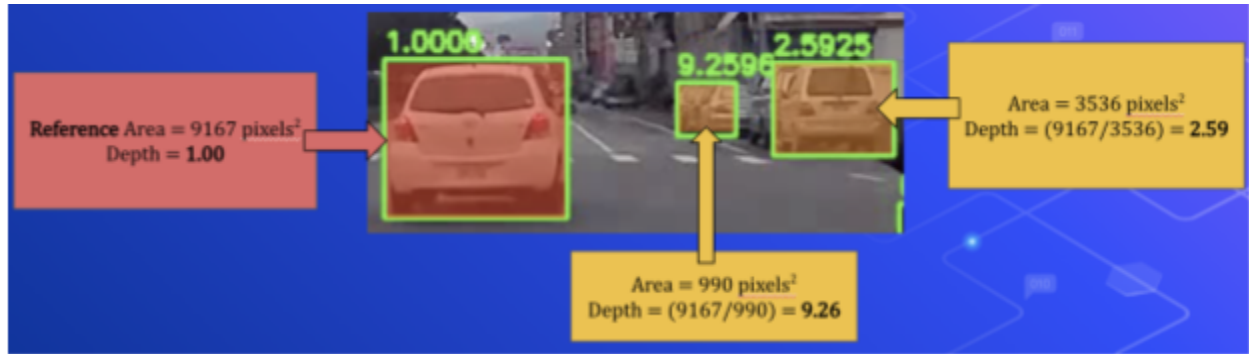 Reference Area = 9167 pixels²
Depth = 1.00
1.0000
9.2596
2.5925
Area = 3536 pixels²
Depth = (9167/3536) = 2.59
Area = 990 pixels²
Depth = (9167/990) = 9.26
011